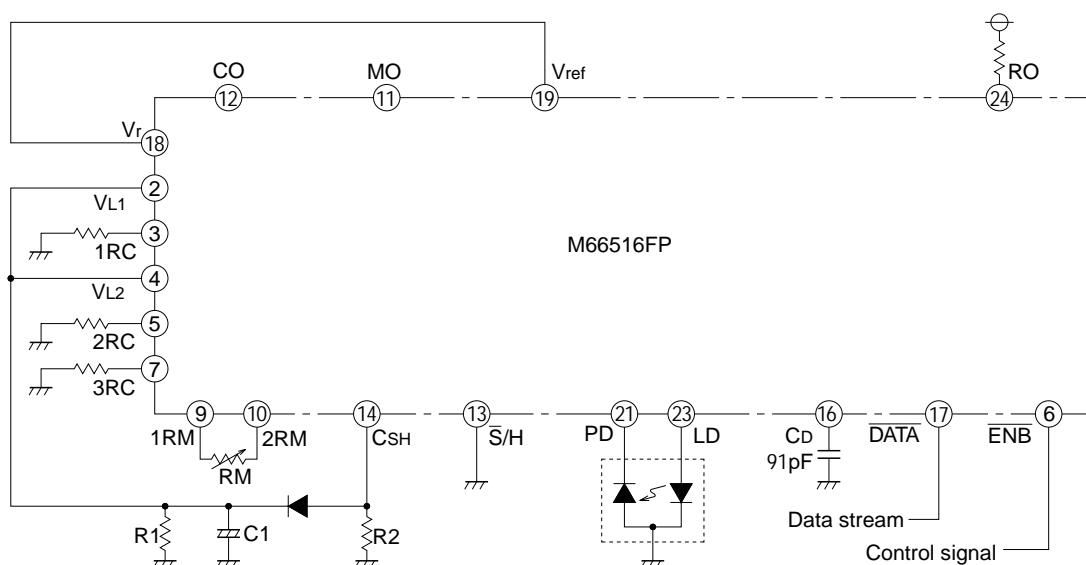 CO
MO
Vref
RO
12
11
19
24
Vr
18
2
VL1
3
1RC
M66516FP
4
VL2
5
2RC
7
3RC
9
10
14
13
21
23
16
17
6
1RM
2RM
CSH
S̅/H
PD
LD
CD
D̅A̅T̅A̅
E̅N̅B̅
RM
91pF
R1
C1
R2
Data stream
Control signal